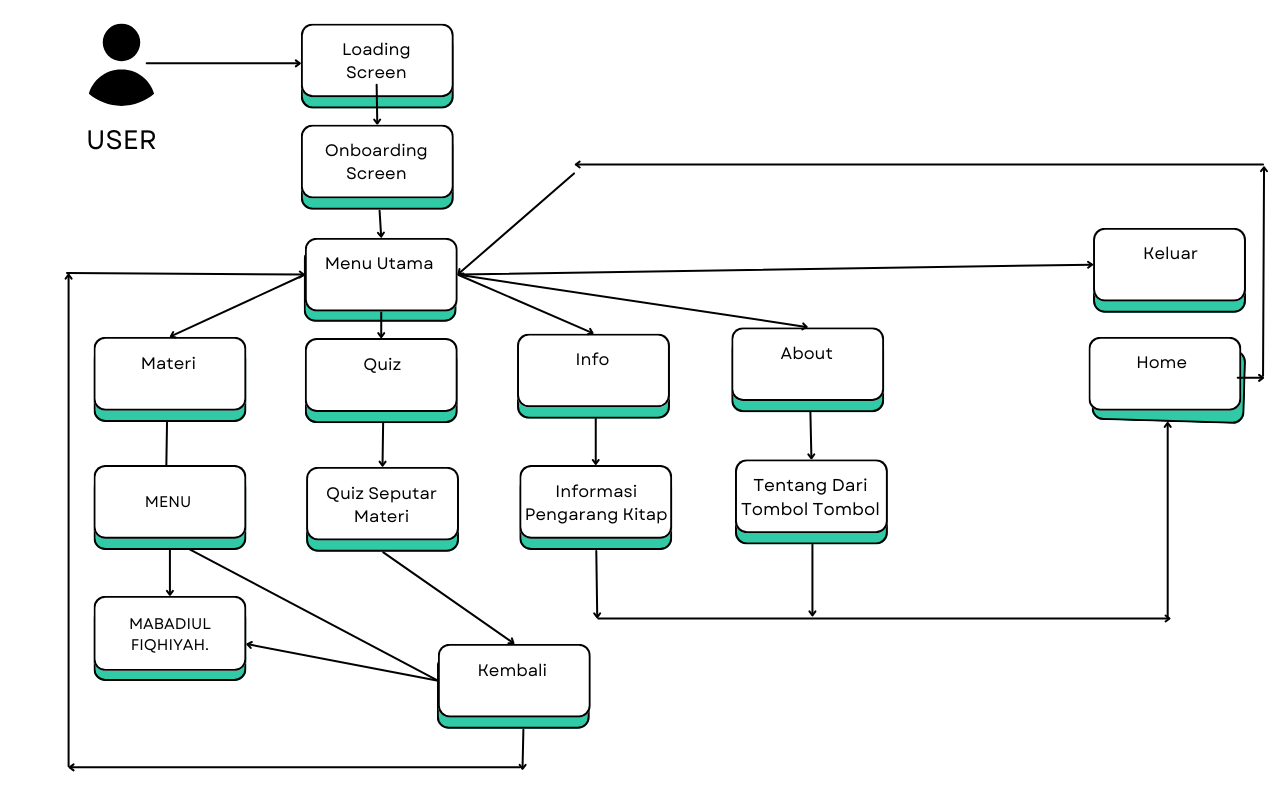 Loading
Screen
USER
Onboarding
Screen
Menu Utama
Keluar
Materi
Quiz
Info
About
Home
MENU
Quiz Seputar
Materi
Informasi
Pengarang Kitap
Tentang Dari
Tombol Tombol
MABADIUL
FIQHIYAH.
Kembali